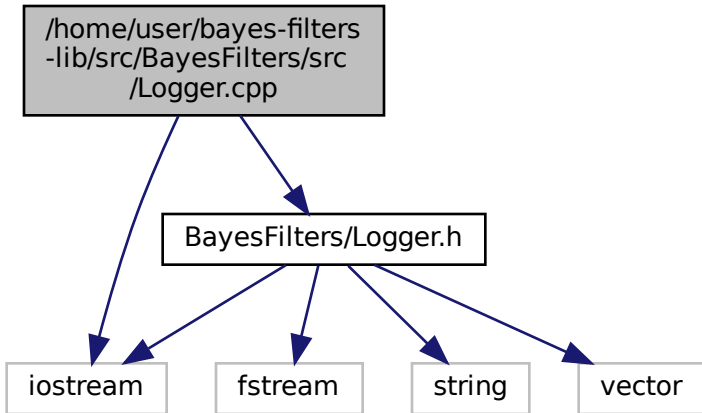 /home/user/bayes-filters
-lib/src/BayesFilters/src
/Logger.cpp
BayesFilters/Logger.h
iostream
fstream
string
vector